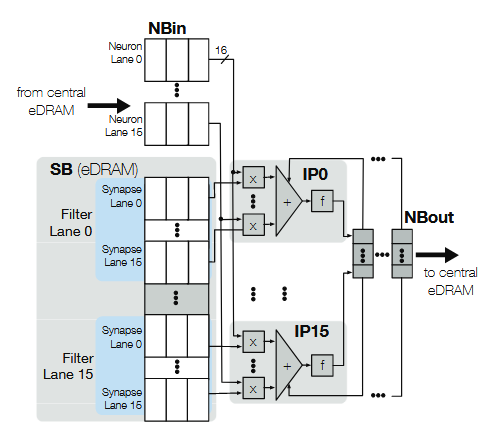 NBin
Neuron
Lane 0
16
from central
eDRAM
Neuron
Lane 15
SB (eDRAM)
Synapse
Lane 0
Filter
Lane 0
Synapse
Lane 15
x
x
+
f
IP0
NBout
to central
eDRAM
Synapse
Lane 0
Filter
Lane 15
Synapse
Lane 15
IP15
x
x
+
f